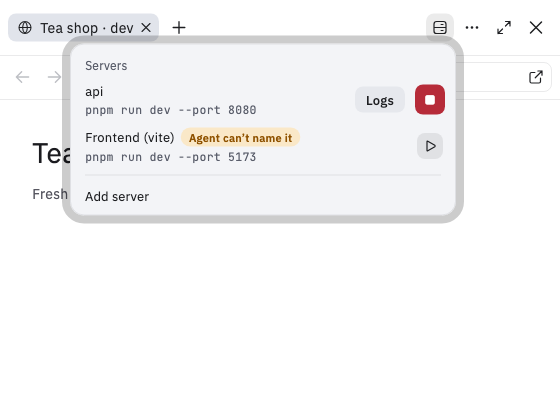 Tea shop · dev
Servers
api
pnpm run dev --port 8080
Logs
Frontend (vite)
Agent can’t name it
pnpm run dev --port 5173
Add server
Fresh